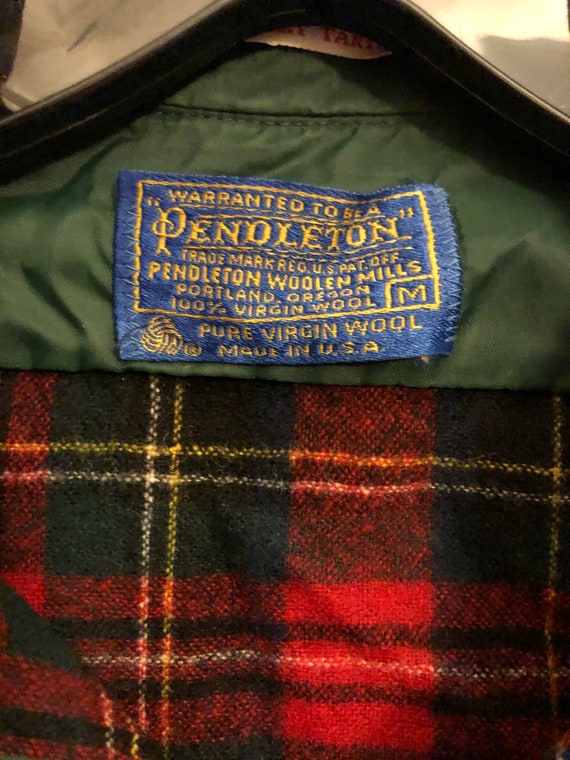 WARRANTED TO BE A
"PENDLETON"
TRADE MARK REG. U.S. PAT. OFF.
PENDLETON WOOLEN MILLS
PORTLAND, OREGON
100% VIRGIN WOOL
M
PURE VIRGIN WOOL
® MADE IN U.S.A.